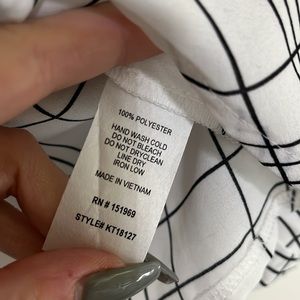 100% POLYESTER
HAND WASH COLD
DO NOT BLEACH
DO NOT DRYCLEAN
LINE DRY
IRON LOW
MADE IN VIETNAM
RN # 151969
STYLE# KT18127